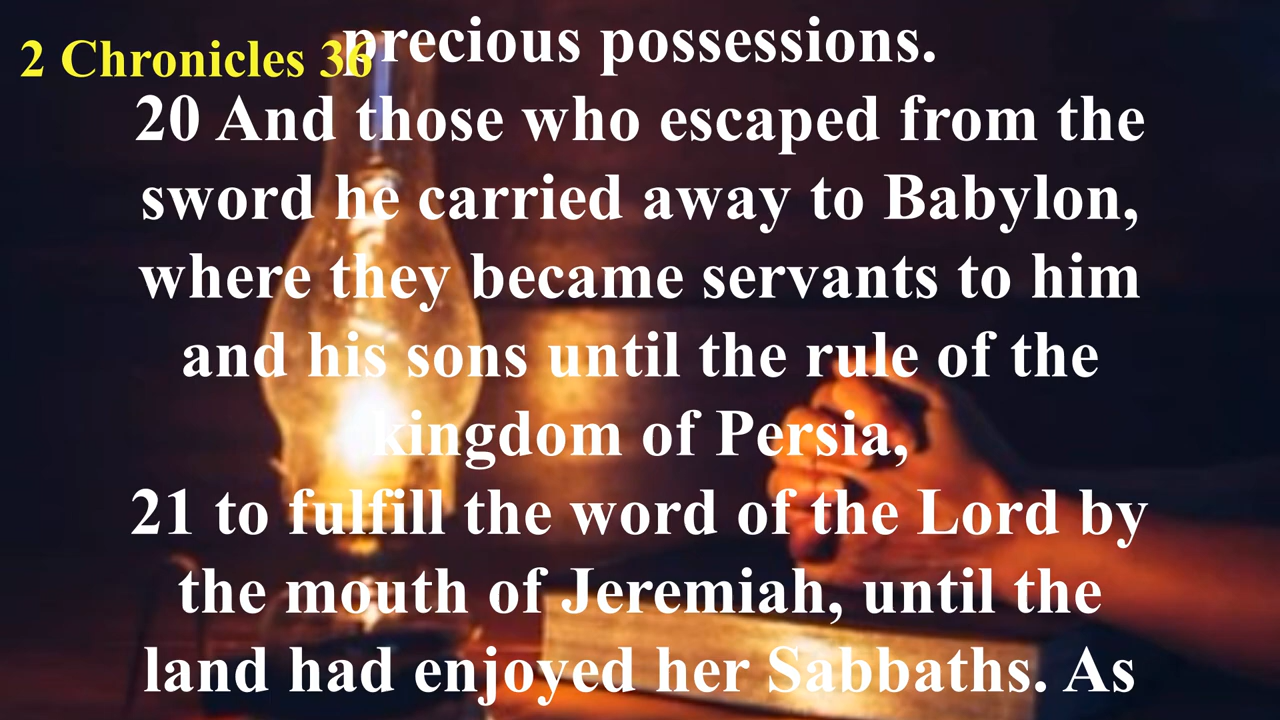 2 Chronicles 36
precious possessions.
20 And those who escaped from the
sword he carried away to Babylon,
where they became servants to him
and his sons until the rule of the
kingdom of Persia,
21 to fulfill the word of the Lord by
the mouth of Jeremiah, until the
land had enjoyed her Sabbaths. As